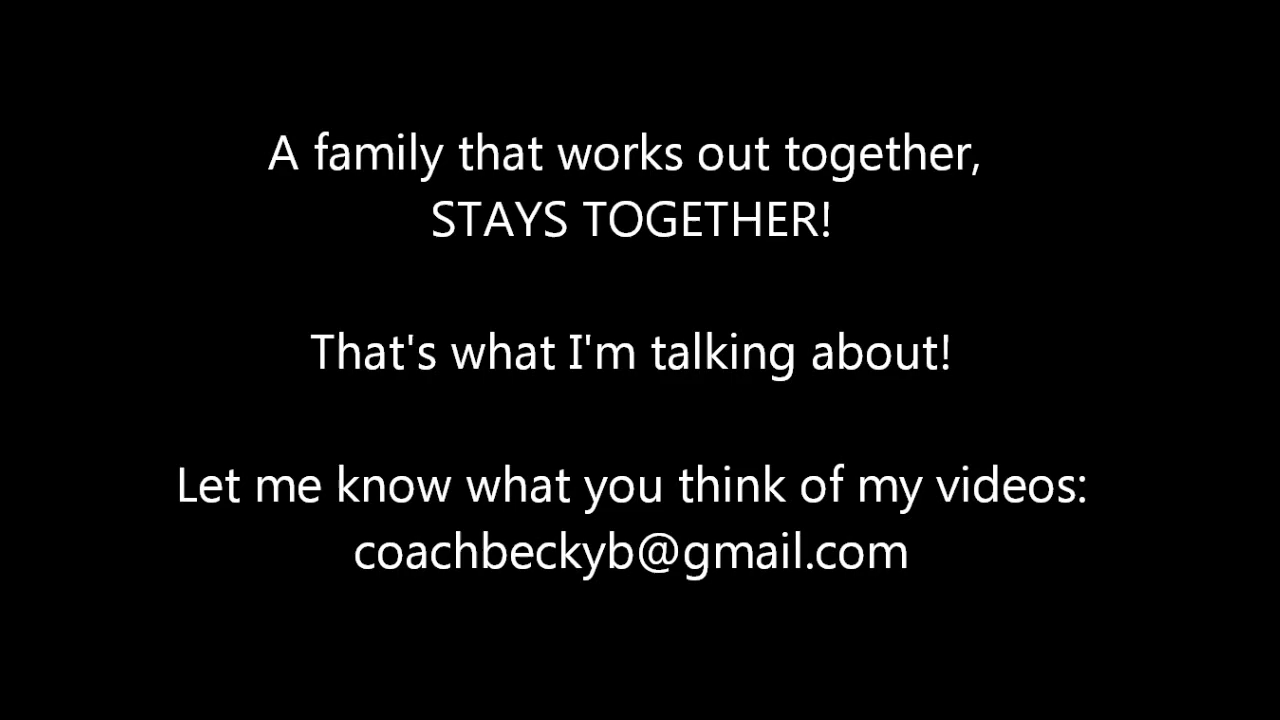 A family that works out together,
STAYS TOGETHER!
That's what I'm talking about!
Let me know what you think of my videos:
coachbeckyb@gmail.com